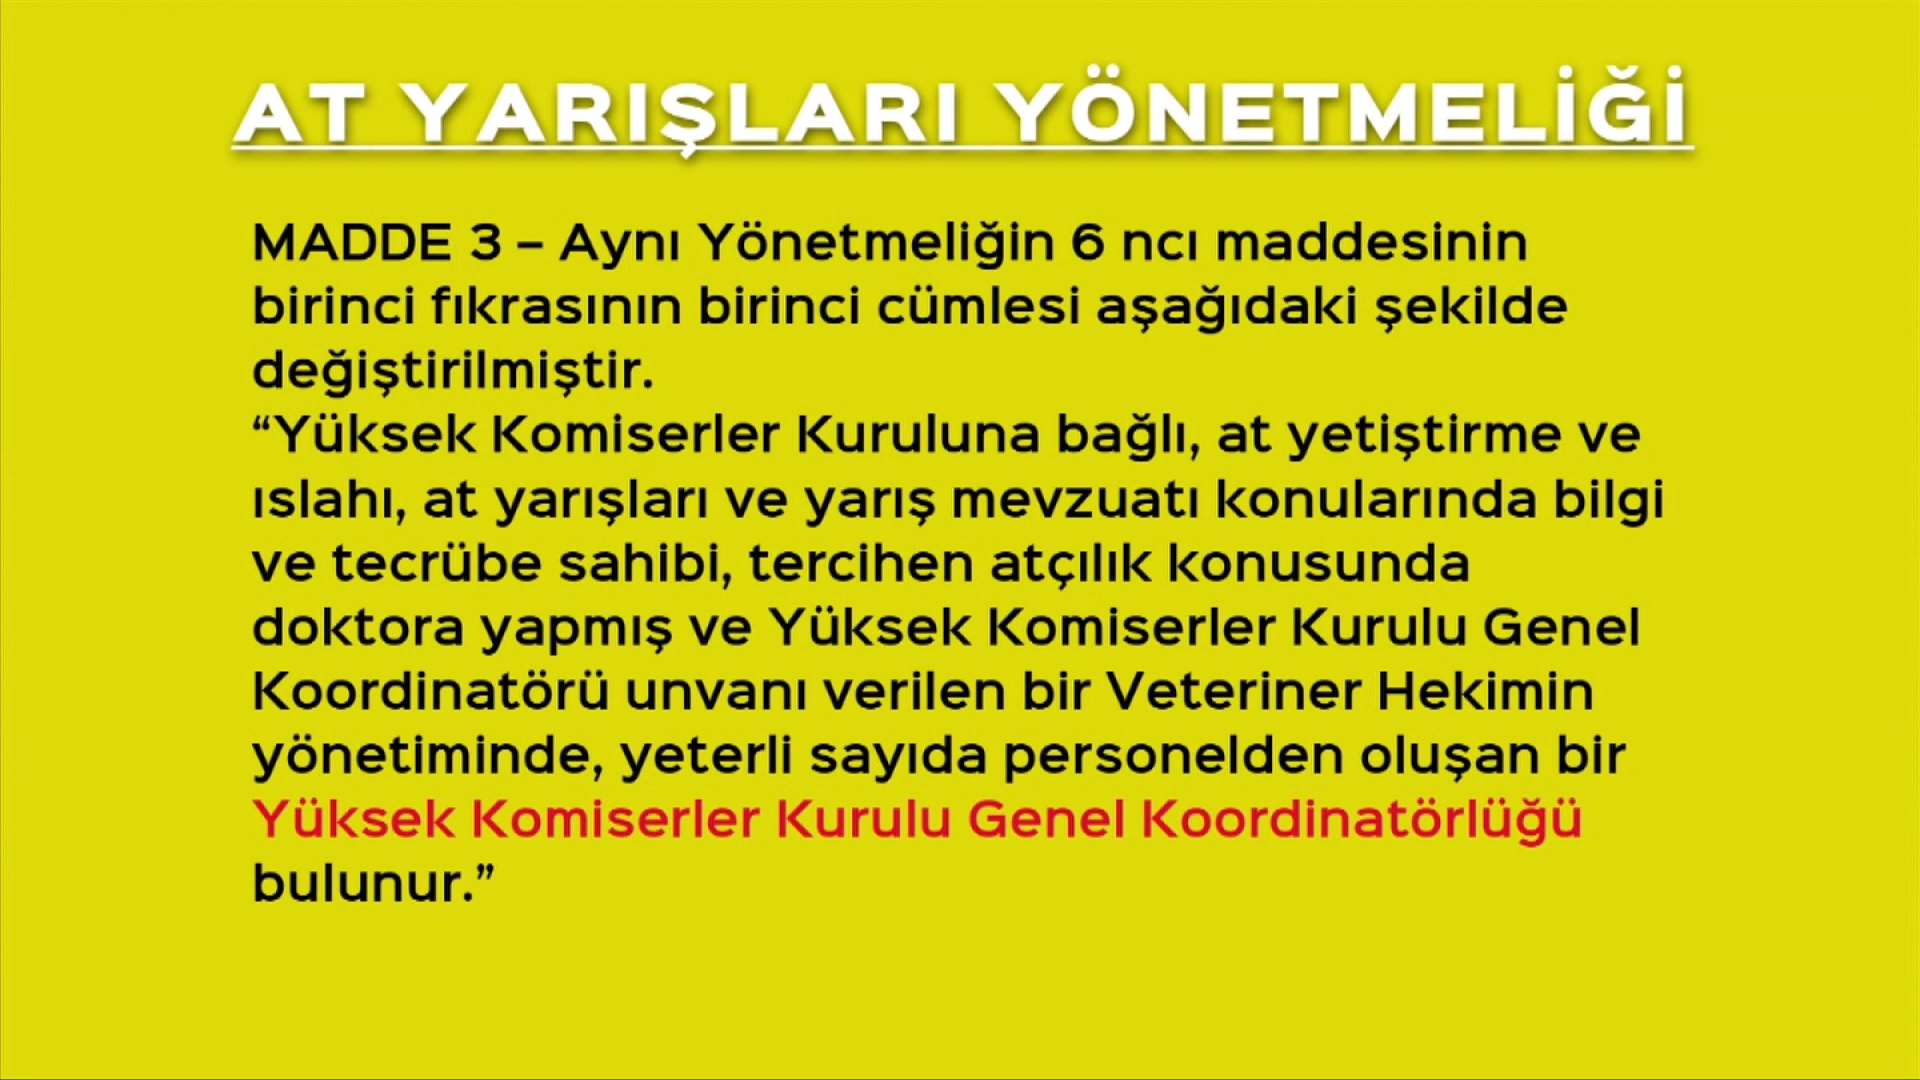 AT YARIŞLARI YÖNETMELİĞİ
MADDE 3 – Aynı Yönetmeliğin 6 ncı maddesinin
birinci fıkrasının birinci cümlesi aşağıdaki şekilde
değiştirilmiştir.
“Yüksek Komiserler Kuruluna bağlı, at yetiştirme ve
ıslahı, at yarışları ve yarış mevzuatı konularında bilgi
ve tecrübe sahibi, tercihen atçılık konusunda
doktora yapmış ve Yüksek Komiserler Kurulu Genel
Koordinatörü unvanı verilen bir Veteriner Hekimin
yönetiminde, yeterli sayıda personelden oluşan bir
Yüksek Komiserler Kurulu Genel Koordinatörlüğü
bulunur.”